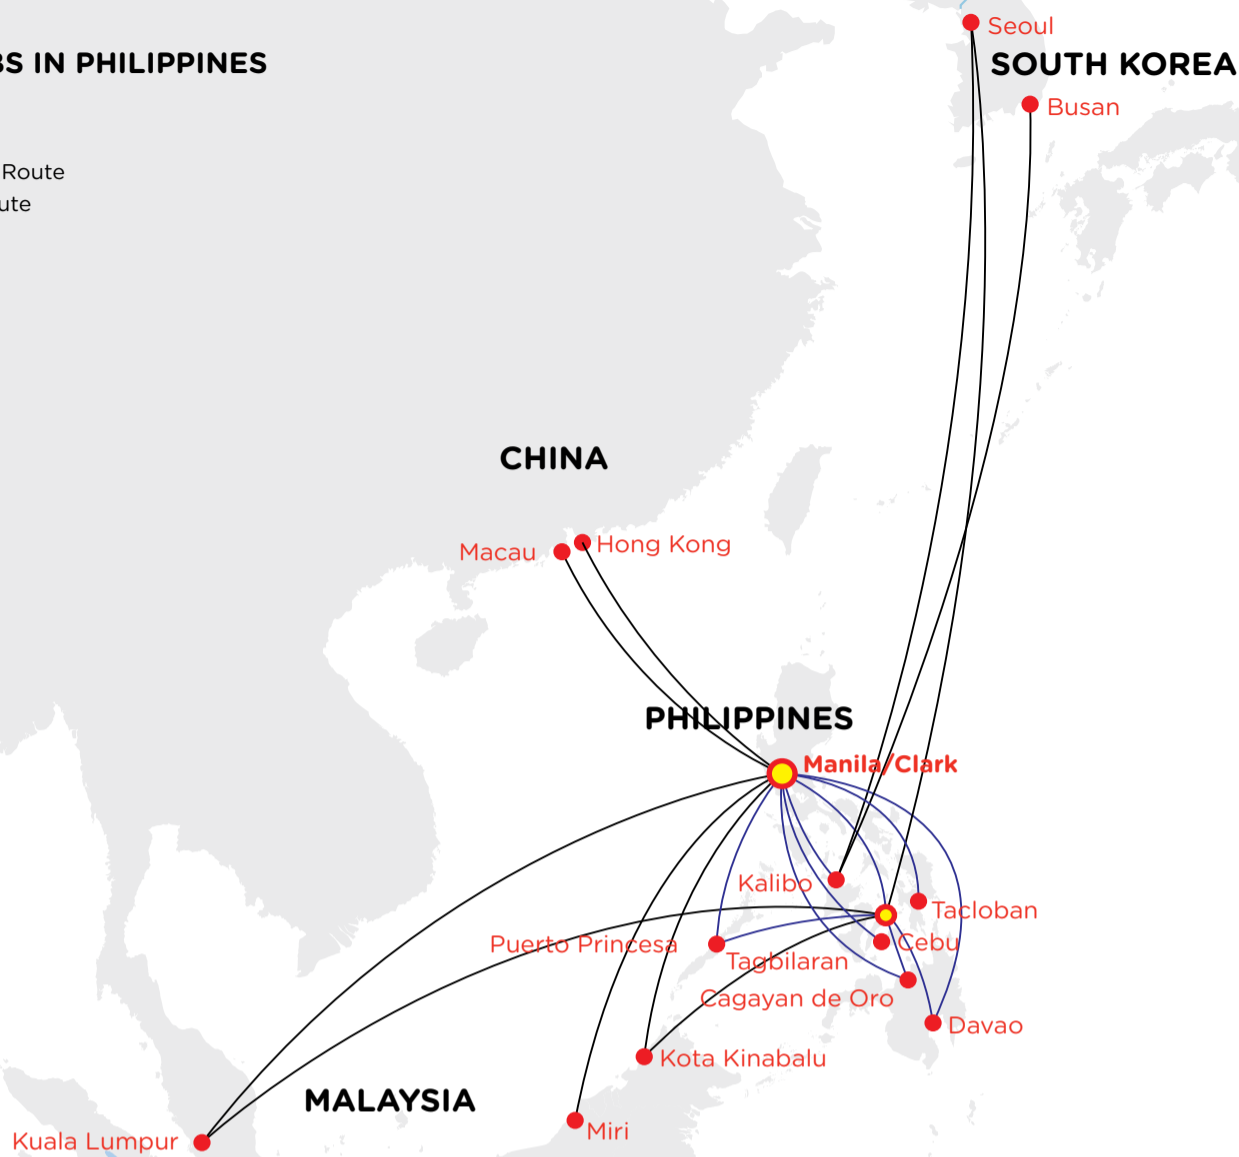 Seoul
BS IN PHILIPPINES
SOUTH KOREA
Busan
Route
ute
CHINA
Macau
Hong Kong
PHILIPPINES
Manila/Clark
Kalibo
Tacloban
Puerto Princesa
Cebu
Tagbilaran
Cagayan de Oro
Davao
Kota Kinabalu
MALAYSIA
Miri
Kuala Lumpur